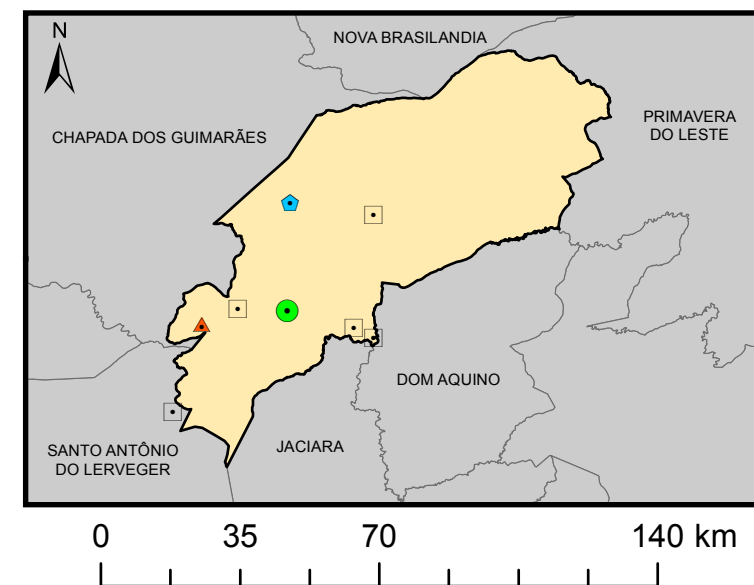 N
NOVA BRASILANDIA
PRIMAVERA
DO LESTE
CHAPADA DOS GUIMARÃES
DOM AQUINO
JACIARA
SANTO ANTÔNIO
DO LERVEGER
0 35 70 140 km